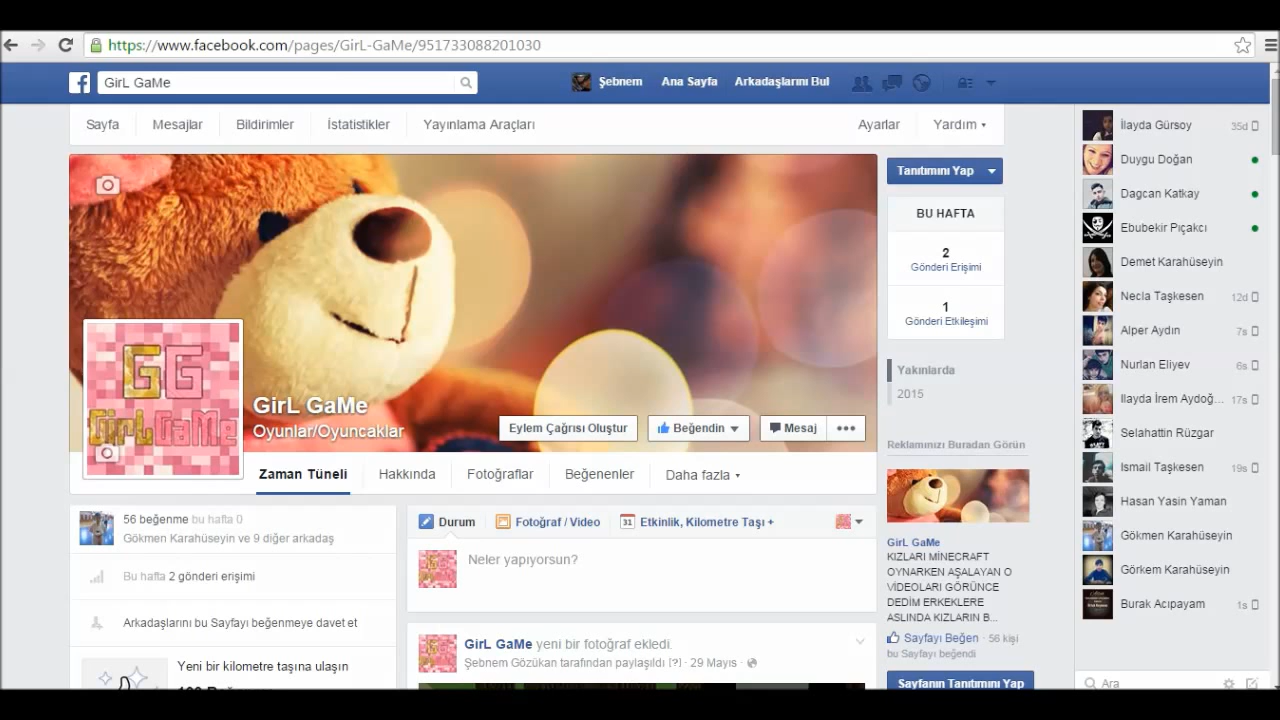 https://www.facebook.com/pages/GirL-GaMe/951733088201030
GirL GaMe
Şebnem
Ana Sayfa
Arkadaşlarını Bul
Sayfa
Mesajlar
Bildirimler
İstatistikler
Yayınlama Araçları
Ayarlar
Yardım
GG
GirLGaMe
GirL GaMe
Oyunlar/Oyuncaklar
Eylem Çağrısı Oluştur
Beğendin
Mesaj
Zaman Tüneli
Hakkında
Fotoğraflar
Beğenenler
Daha fazla
56 beğenme bu hafta 0
Gökmen Karahüseyin ve 9 diğer arkadaş
Bu hafta 2 gönderi erişimi
Arkadaşlarını bu Sayfayı beğenmeye davet et
Yeni bir kilometre taşına ulaşın
Durum
Fotoğraf / Video
31
Etkinlik, Kilometre Taşı +
Neler yapıyorsun?
GirL GaMe yeni bir fotoğraf ekledi.
Şebnem Gözükan tarafından paylaşıldı [?] · 29 Mayıs ·
Tanıtımını Yap
BU HAFTA
2
Gönderi Erişimi
1
Gönderi Etkileşimi
Yakınlarda
2015
Reklamınızı Buradan Görün
GirL GaMe
KIZLARI MİNECRAFT
OYNARKEN AŞALAYAN O
VİDEOLARI GÖRÜNCE
DEDİM ERKEKLERE
ASLINDA KIZLARIN B...
Sayfayı Beğen · 56 kişi
bu Sayfayı beğendi
Sayfanın Tanıtımını Yap
İlayda Gürsoy 35d
Duygu Doğan
Dagcan Katkay
Ebubekir Pıçakcı
Demet Karahüseyin
Necla Taşkesen 12d
Alper Aydın 7s
Nurlan Eliyev 6s
Ilayda İrem Aydoğ... 17s
Selahattin Rüzgar
Ismail Taşkesen 19s
Hasan Yasin Yaman
Gökmen Karahüseyin
Görkem Karahüseyin
Burak Acıpayam 1s
Ara